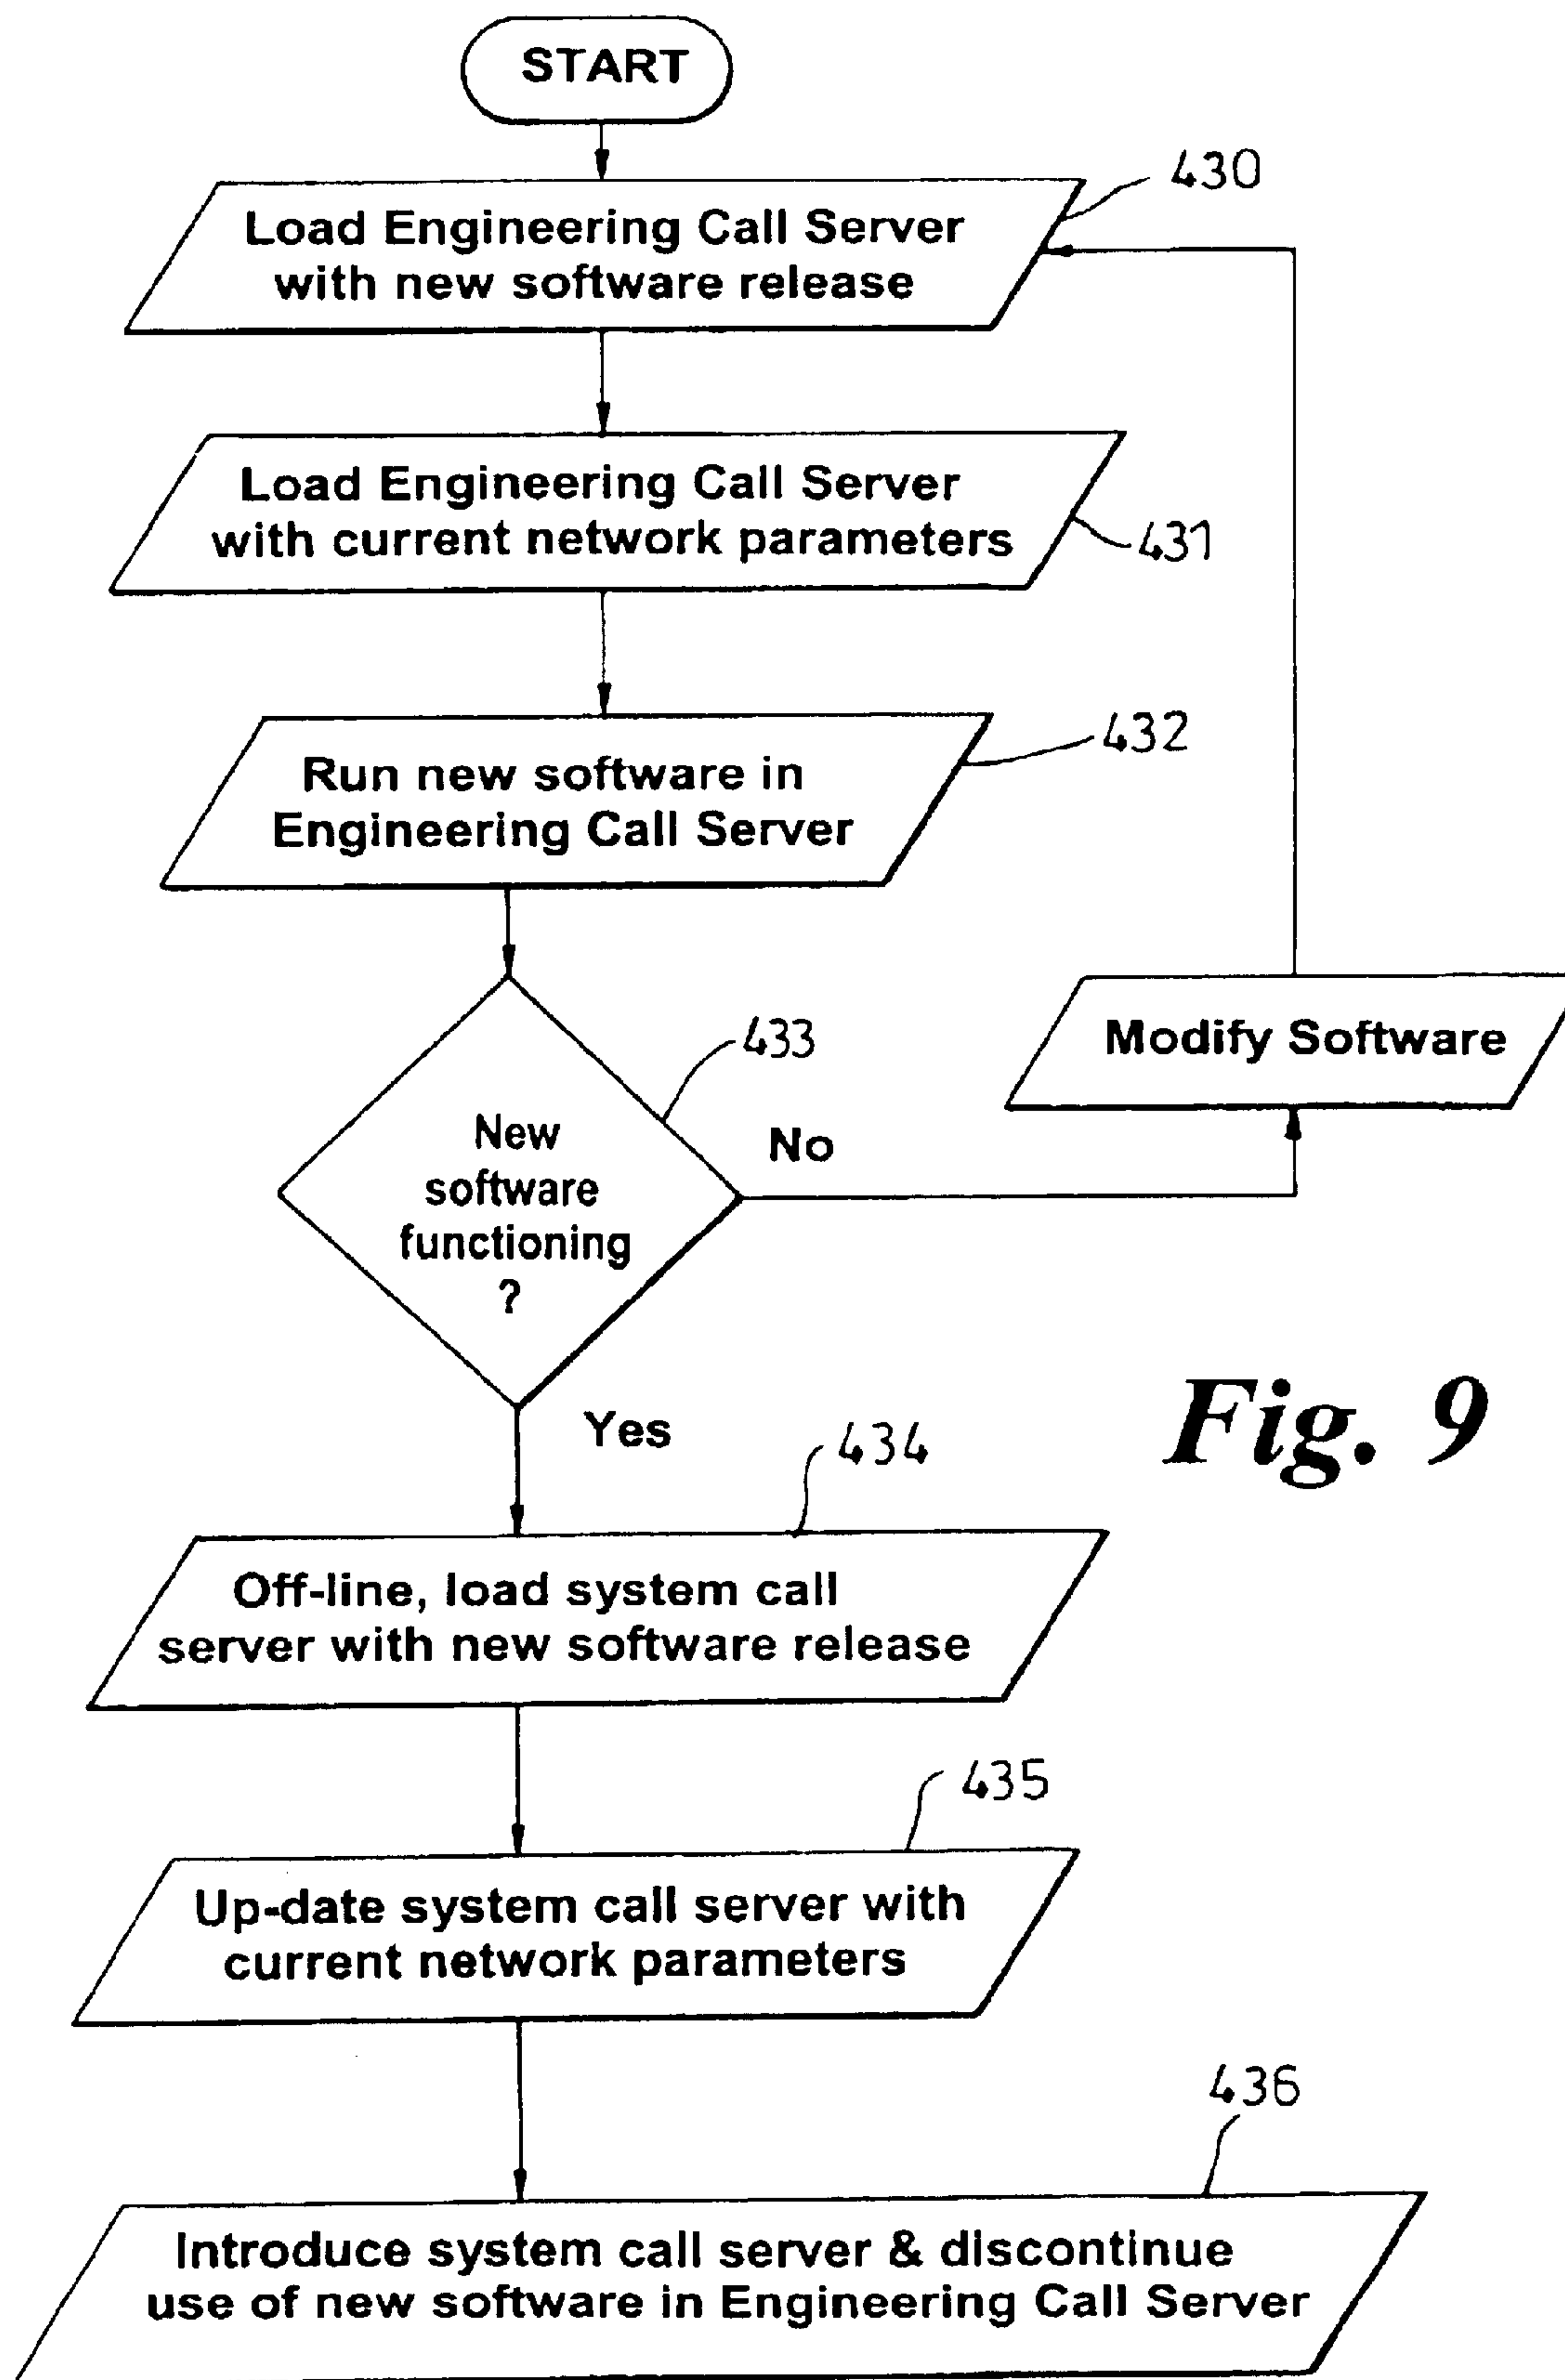 START
430
Load Engineering Call Server
with new software release
Load Engineering Call Server
with current network parameters
431
432
Run new software in
Engineering Call Server
433
Modify Software
New
software
functioning
?
No
Yes
434
Fig. 9
Off-line, load system call
server with new software release
435
Up-date system call server with
current network parameters
436
Introduce system call server & discontinue
use of new software in Engineering Call Server